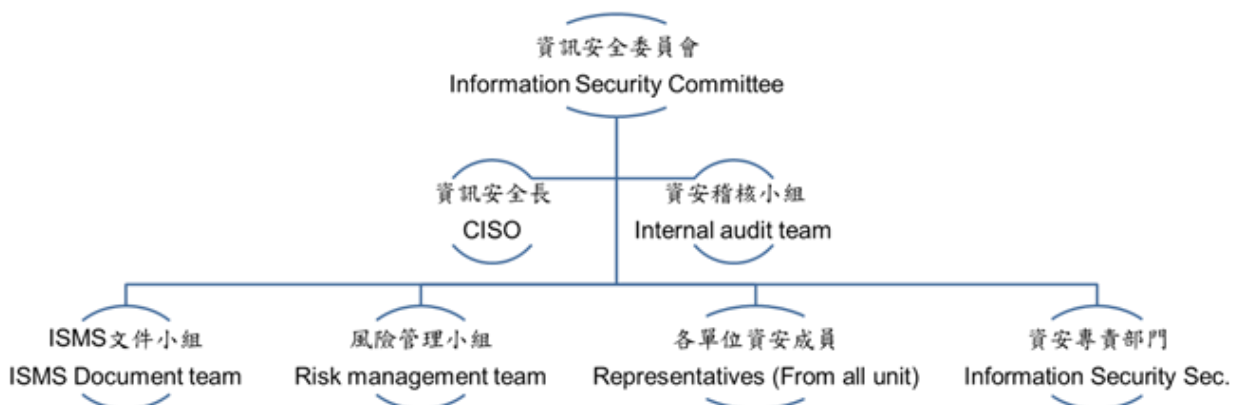 資訊安全委員會
Information Security Committee
資訊安全長
CISO
資安稽核小組
Internal audit team
ISMS文件小組
ISMS Document team
風險管理小組
Risk management team
各單位資安成員
Representatives (From all unit)
資安專責部門
Information Security Sec.